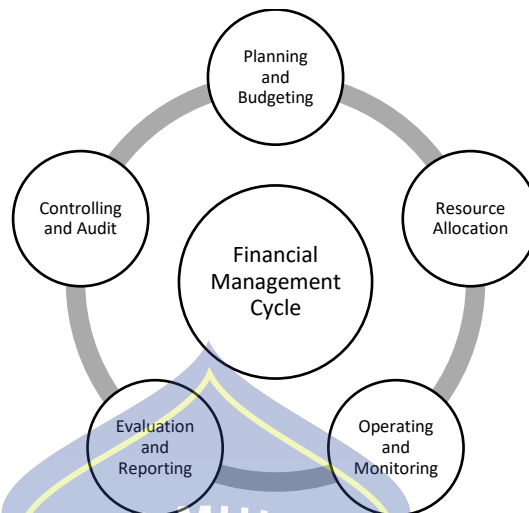 Planning
and
Budgeting
Resource
Allocation
Operating
and
Monitoring
Evaluation
and
Reporting
Controlling
and Audit
Financial
Management
Cycle